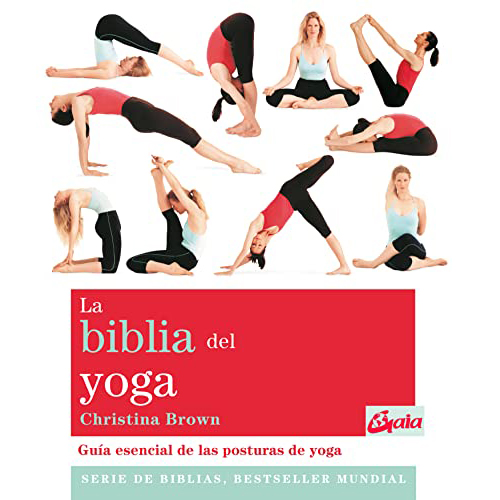 La
biblia del
yoga
Christina Brown
Gaia
Guía esencial de las posturas de yoga
SERIE DE BIBLIAS, BESTSELLER MUNDIAL